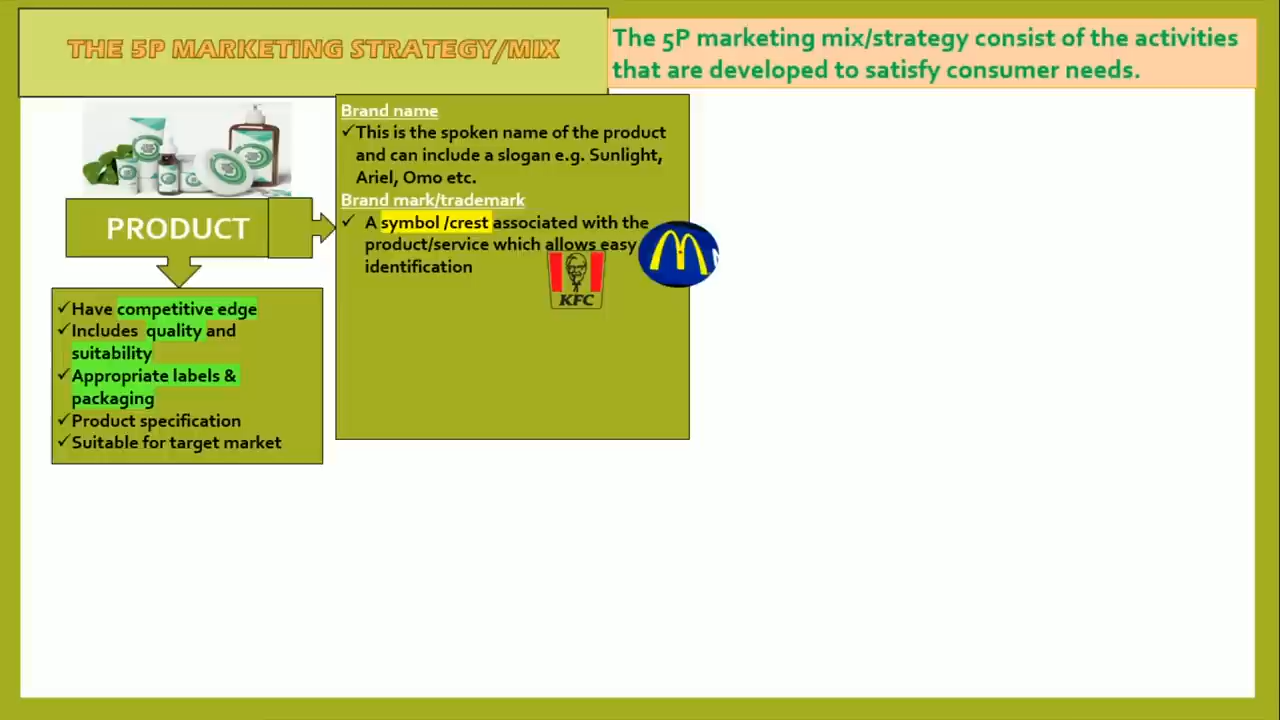 THE 5P MARKETING STRATEGY/MIX
The 5P marketing mix/strategy consist of the activities
that are developed to satisfy consumer needs.
Brand name
✓This is the spoken name of the product
and can include a slogan e.g. Sunlight,
Ariel, Omo etc.
Brand mark/trademark
✓ A symbol /crest associated with the
product/service which allows easy
identification
KFC
PRODUCT
✓Have competitive edge
✓Includes quality and
suitability
✓Appropriate labels &
packaging
✓Product specification
✓Suitable for target market